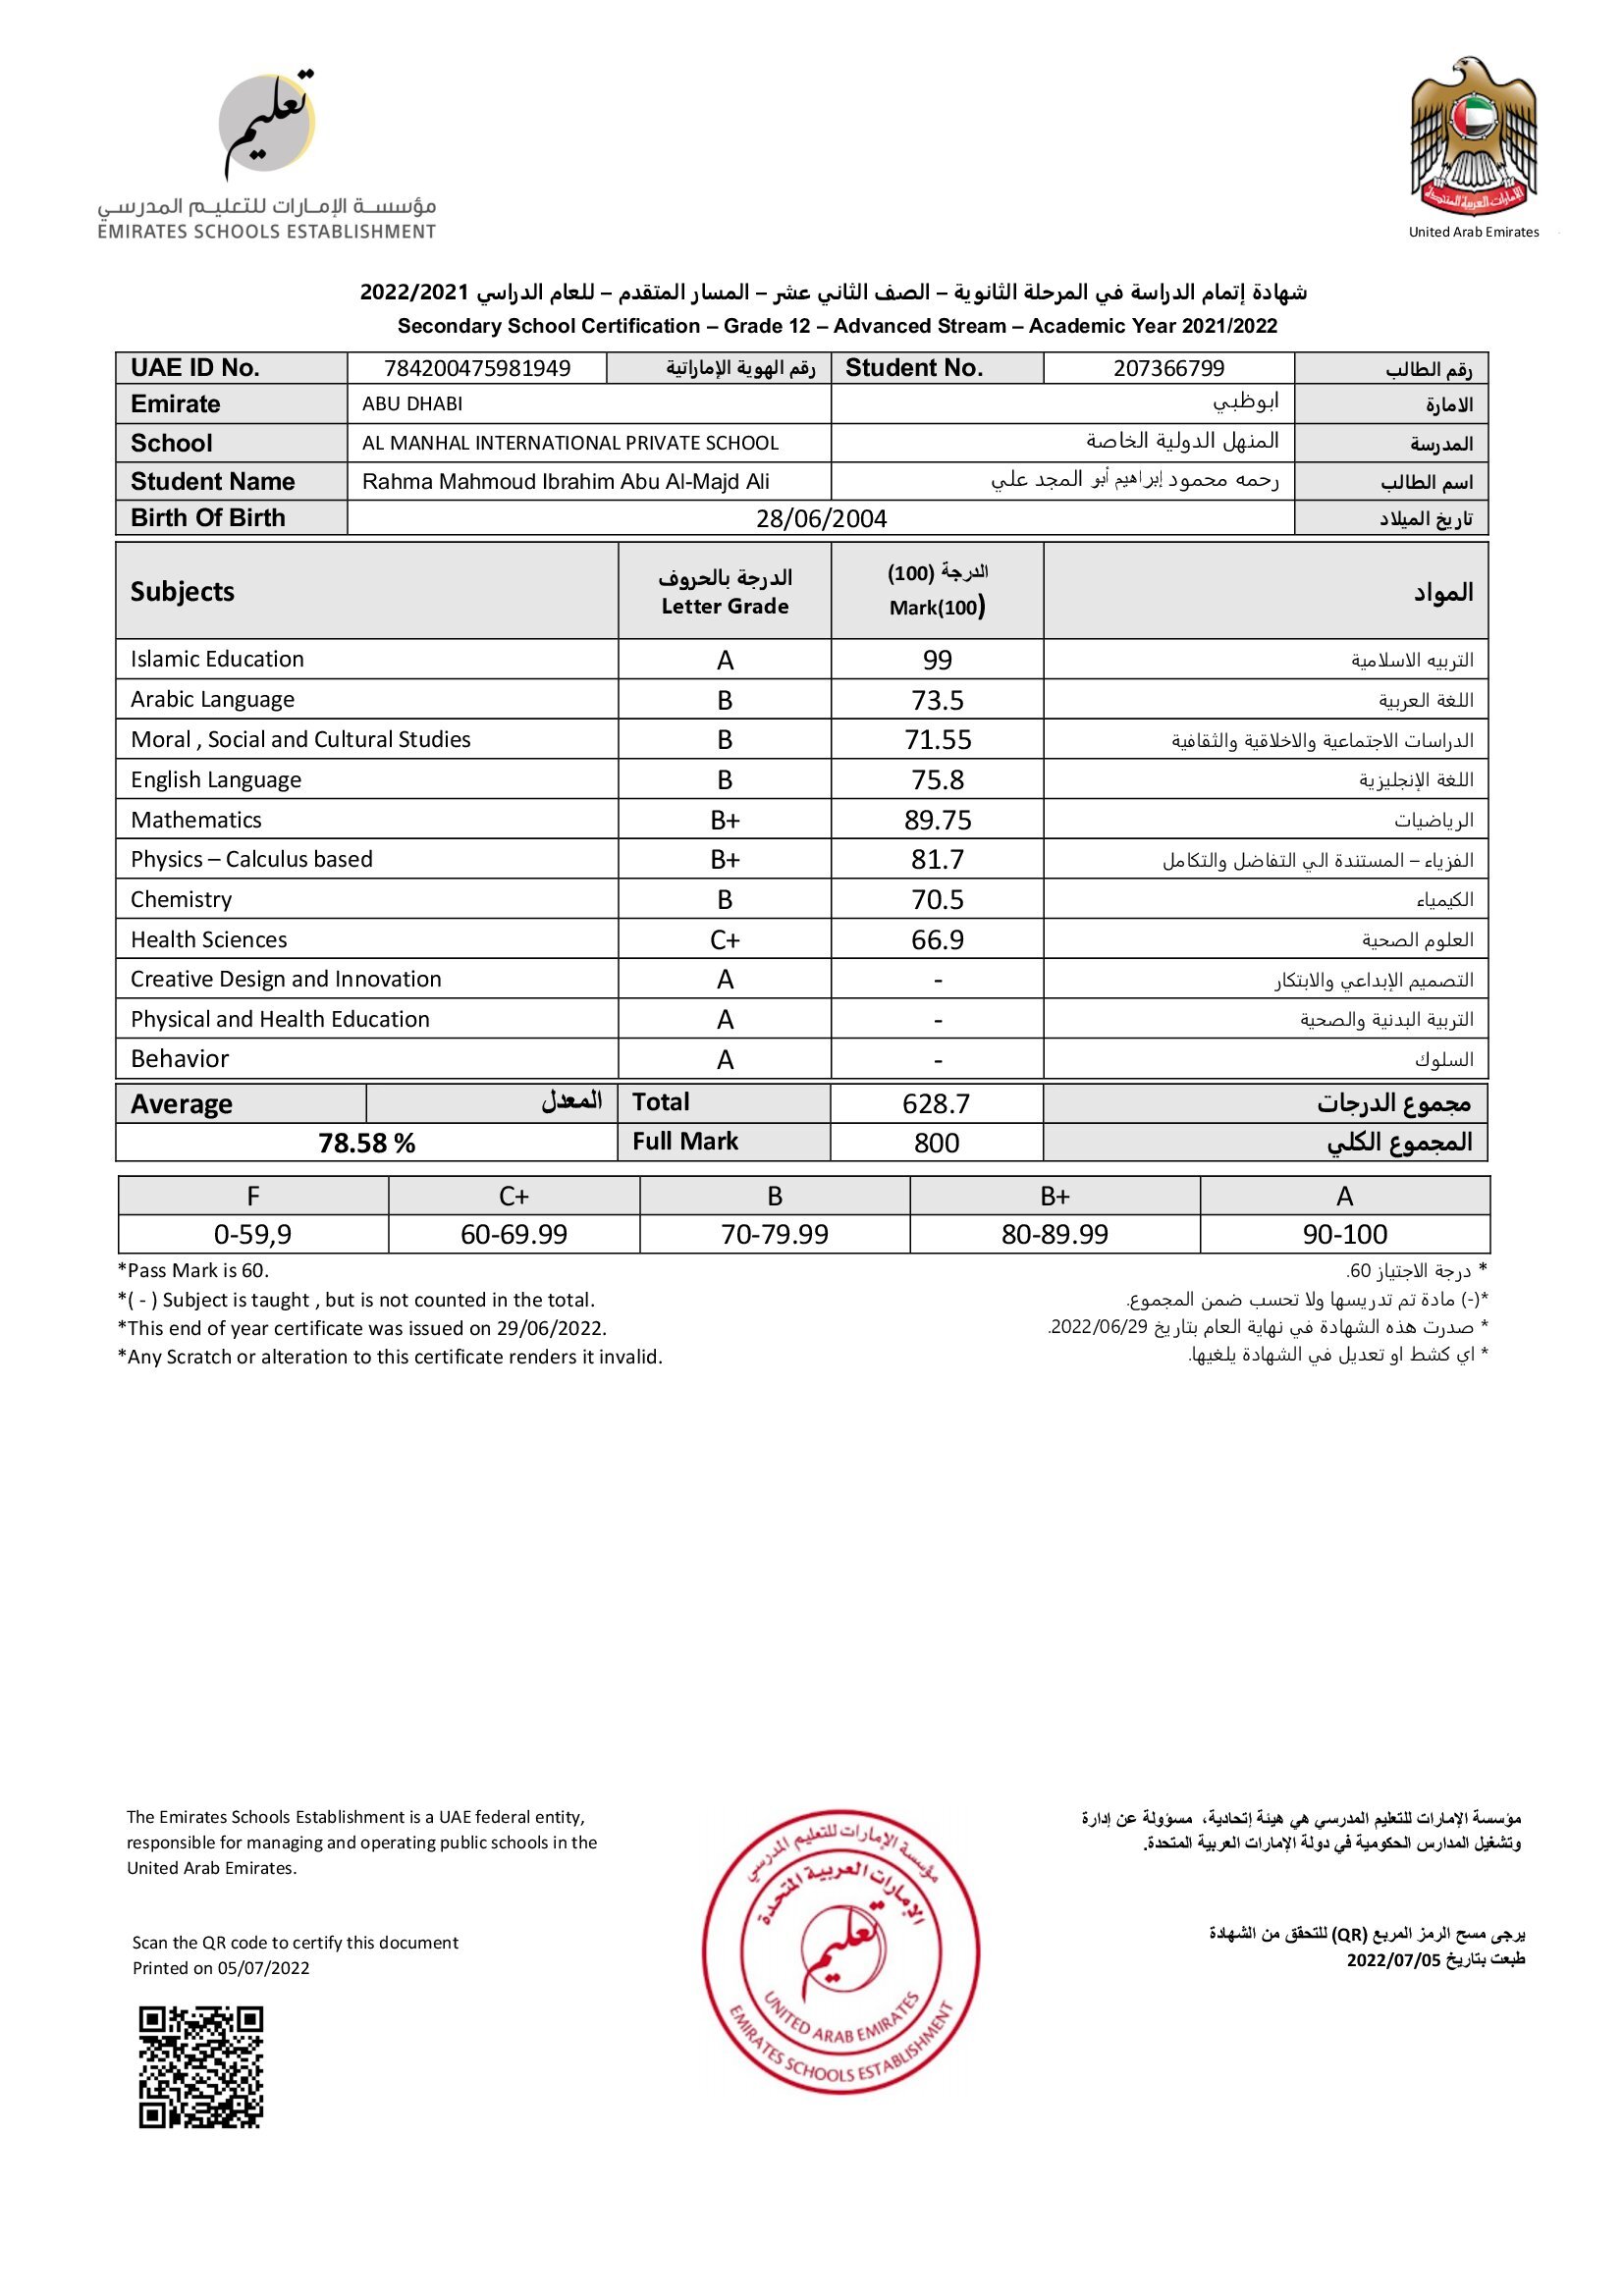 تعليم
مؤسسة الإمارات للتعليم المدرسي
EMIRATES SCHOOLS ESTABLISHMENT
الإمارات العربية المتحدة
United Arab Emirates
شهادة إتمام الدراسة في المرحلة الثانوية – الصف الثاني عشر – المسار المتقدم – للعام الدراسي 2022/2021
Secondary School Certification – Grade 12 – Advanced Stream – Academic Year 2021/2022
UAE ID No. 784200475981949 رقم الهوية الإماراتية Student No. 207366799 رقم الطالب
Emirate ABU DHABI ابوظبي الامارة
School AL MANHAL INTERNATIONAL PRIVATE SCHOOL المنهل الدولية الخاصة المدرسة
Student Name Rahma Mahmoud Ibrahim Abu Al-Majd Ali رحمه محمود إبراهيم أبو المجد علي اسم الطالب
Birth Of Birth 28/06/2004 تاريخ الميلاد
Subjects الدرجة بالحروف الدرجة (100) المواد
Letter Grade Mark(100)
Islamic Education A 99 التربيه الاسلامية
Arabic Language B 73.5 اللغة العربية
Moral , Social and Cultural Studies B 71.55 الدراسات الاجتماعية والاخلاقية والثقافية
English Language B 75.8 اللغة الإنجليزية
Mathematics B+ 89.75 الرياضيات
Physics – Calculus based B+ 81.7 الفزياء – المستندة الي التفاضل والتكامل
Chemistry B 70.5 الكيمياء
Health Sciences C+ 66.9 العلوم الصحية
Creative Design and Innovation A - التصميم الإبداعي والابتكار
Physical and Health Education A - التربية البدنية والصحية
Behavior A - السلوك
Average المعدل Total 628.7 مجموع الدرجات
78.58 % Full Mark 800 المجموع الكلي
F C+ B B+ A
0-59,9 60-69.99 70-79.99 80-89.99 90-100
*Pass Mark is 60. * درجة الاجتياز 60.
*( - ) Subject is taught , but is not counted in the total. *(-) مادة تم تدريسها ولا تحسب ضمن المجموع.
*This end of year certificate was issued on 29/06/2022. * صدرت هذه الشهادة في نهاية العام بتاريخ 2022/06/29.
*Any Scratch or alteration to this certificate renders it invalid. * اي كشط او تعديل في الشهادة يلغيها.
The Emirates Schools Establishment is a UAE federal entity,
responsible for managing and operating public schools in the
United Arab Emirates.
مؤسسة الإمارات للتعليم المدرسي هي هيئة إتحادية، مسؤولة عن إدارة
وتشغيل المدارس الحكومية في دولة الإمارات العربية المتحدة.
مؤسسة الإمارات للتعليم المدرسي
الإمارات العربية المتحدة
تعليم
UNITED ARAB EMIRATES
EMIRATES SCHOOLS ESTABLISHMENT
Scan the QR code to certify this document
Printed on 05/07/2022
يرجى مسح الرمز المربع (QR) للتحقق من الشهادة
طبعت بتاريخ 2022/07/05